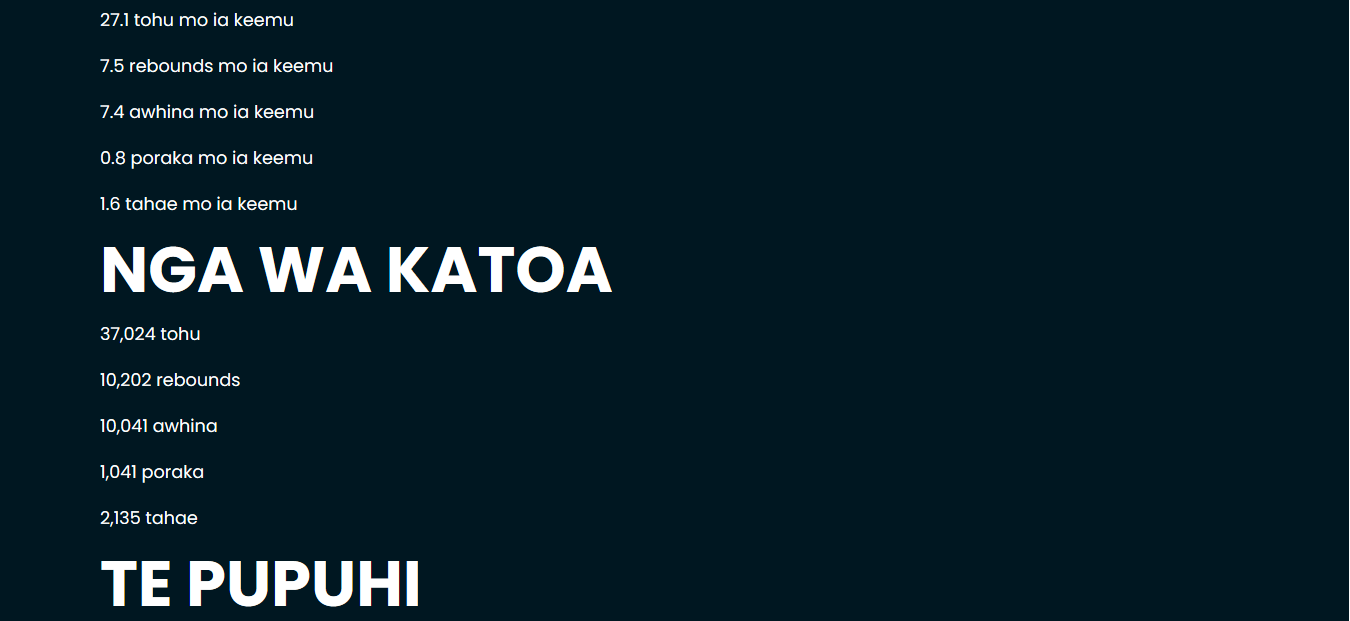 27.1 tohu mo ia keemu
7.5 rebounds mo ia keemu
7.4 awhina mo ia keemu
0.8 poraka mo ia keemu
1.6 tahae mo ia keemu
NGA WA KATOA
37,024 tohu
10,202 rebounds
10,041 awhina
1,041 poraka
2,135 tahae
TE PUPUHI